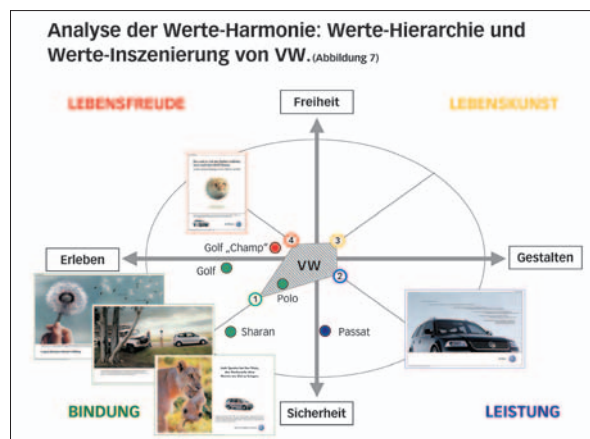 Analyse der Werte-Harmonie: Werte-Hierarchie und
Werte-Inszenierung von VW. (Abbildung 7)
LEBENSFREUDE
Freiheit
LEBENSKUNST
4
3
Golf „Champ"
Erleben
Gestalten
VW
Golf
2
1
Polo
Sharan
Passat
BINDUNG
Sicherheit
LEISTUNG